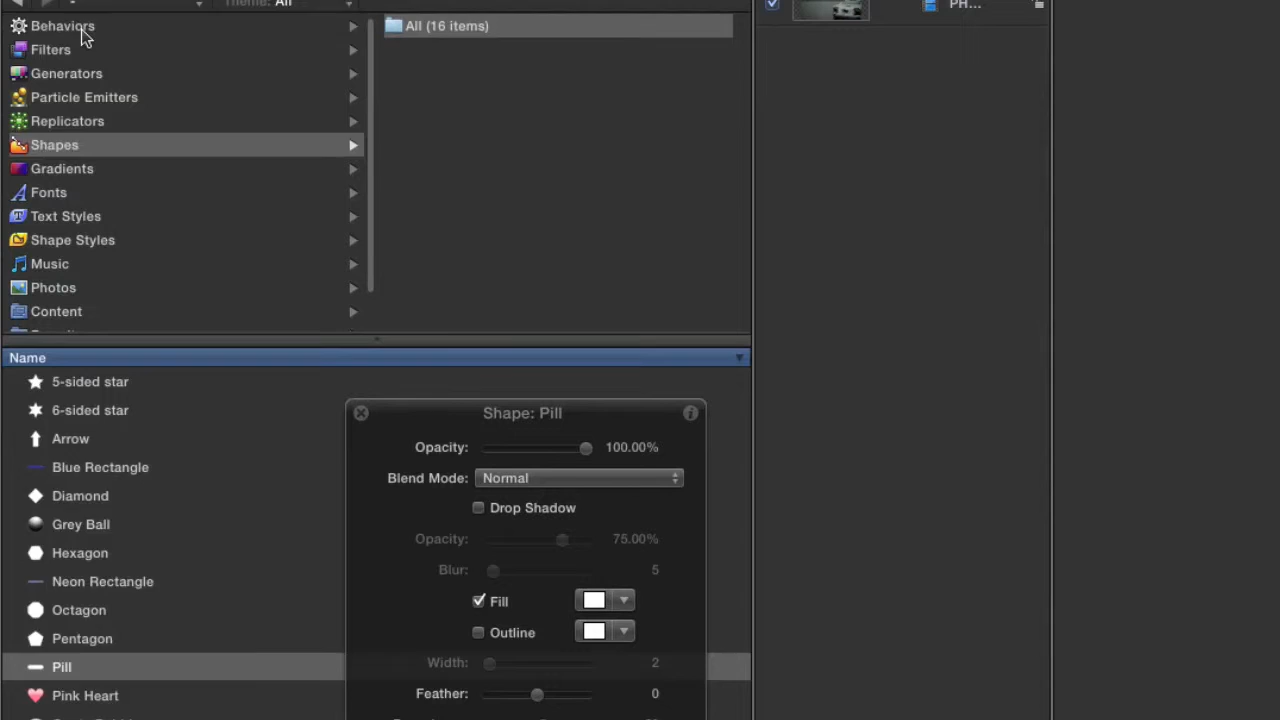 Theme: All
PH...
Behaviors
All (16 items)
Filters
Generators
Particle Emitters
Replicators
Shapes
Gradients
Fonts
Text Styles
Shape Styles
Music
Photos
Content
Name
5-sided star
6-sided star
Arrow
Blue Rectangle
Diamond
Grey Ball
Hexagon
Neon Rectangle
Octagon
Pentagon
Pill
Pink Heart
Shape: Pill
Opacity: 100.00%
Blend Mode: Normal
Drop Shadow
Opacity: 75.00%
Blur: 5
Fill
Outline
Width: 2
Feather: 0